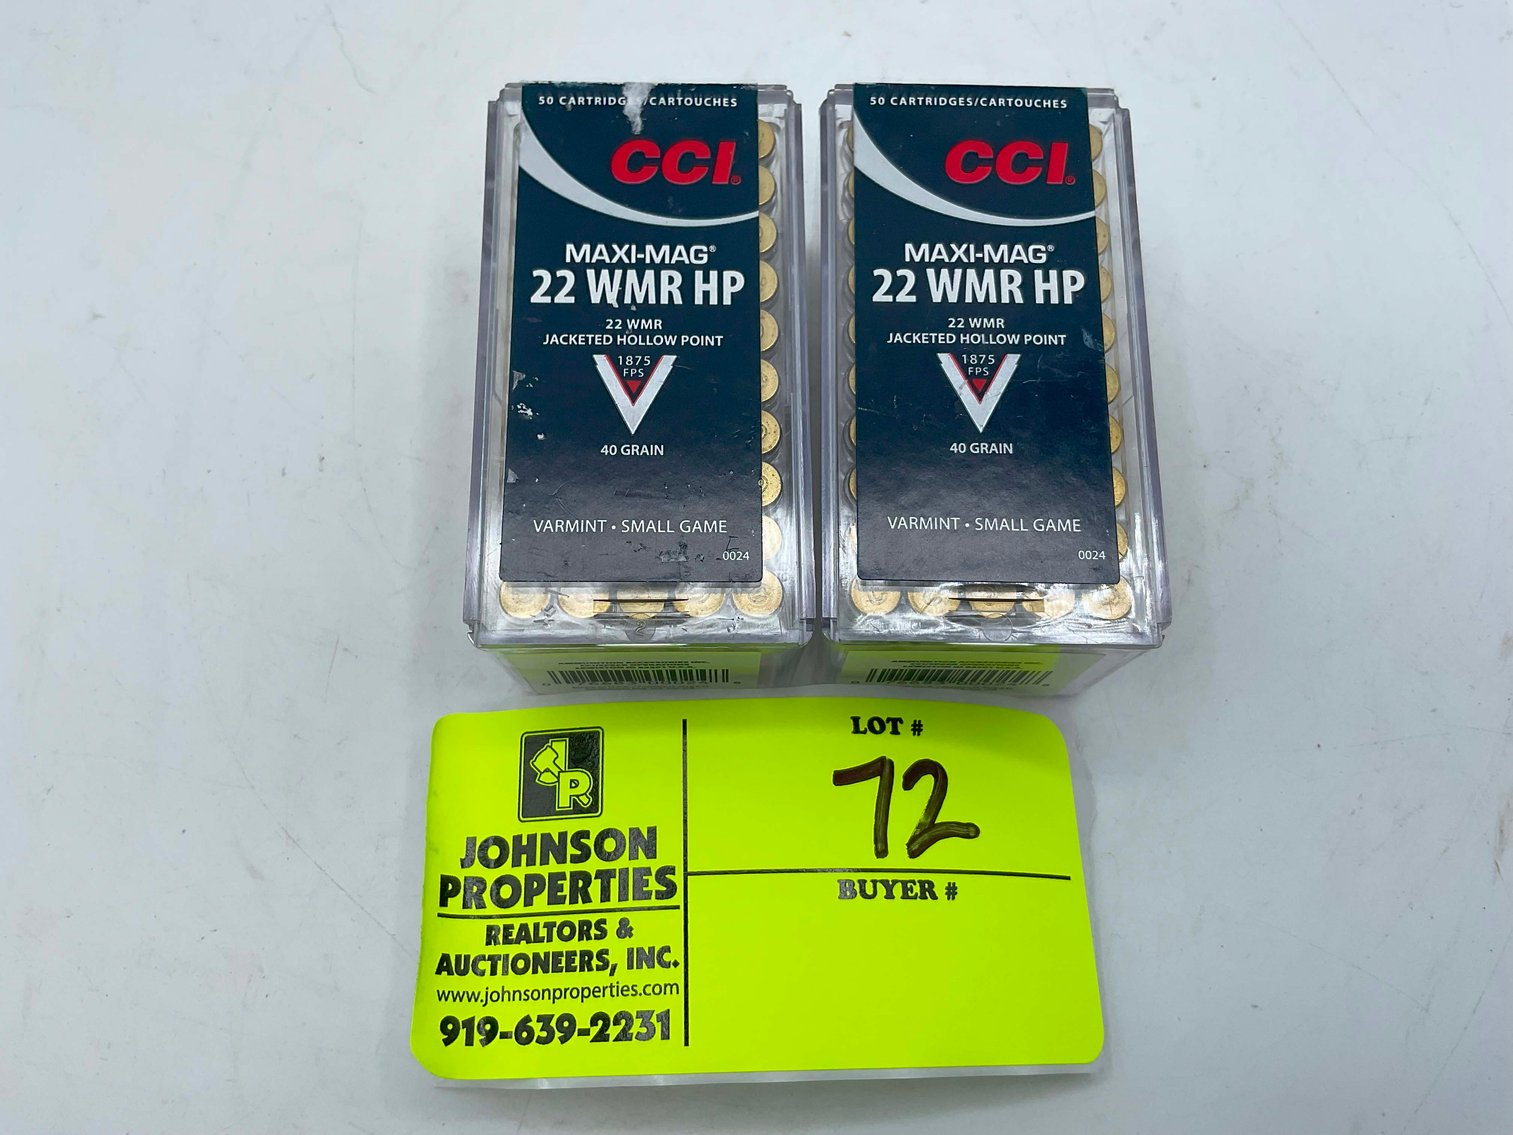 50 CARTRIDGES/CARTOUCHES
CCI®
MAXI-MAG®
22 WMR HP
22 WMR
JACKETED HOLLOW POINT
1875
FPS
40 GRAIN
VARMINT • SMALL GAME
0024
50 CARTRIDGES/CARTOUCHES
CCI®
MAXI-MAG®
22 WMR HP
22 WMR
JACKETED HOLLOW POINT
1875
FPS
40 GRAIN
VARMINT • SMALL GAME
0024
JR
JOHNSON
PROPERTIES
REALTORS &
AUCTIONEERS, INC.
www.johnsonproperties.com
919-639-2231
LOT #
72
BUYER #